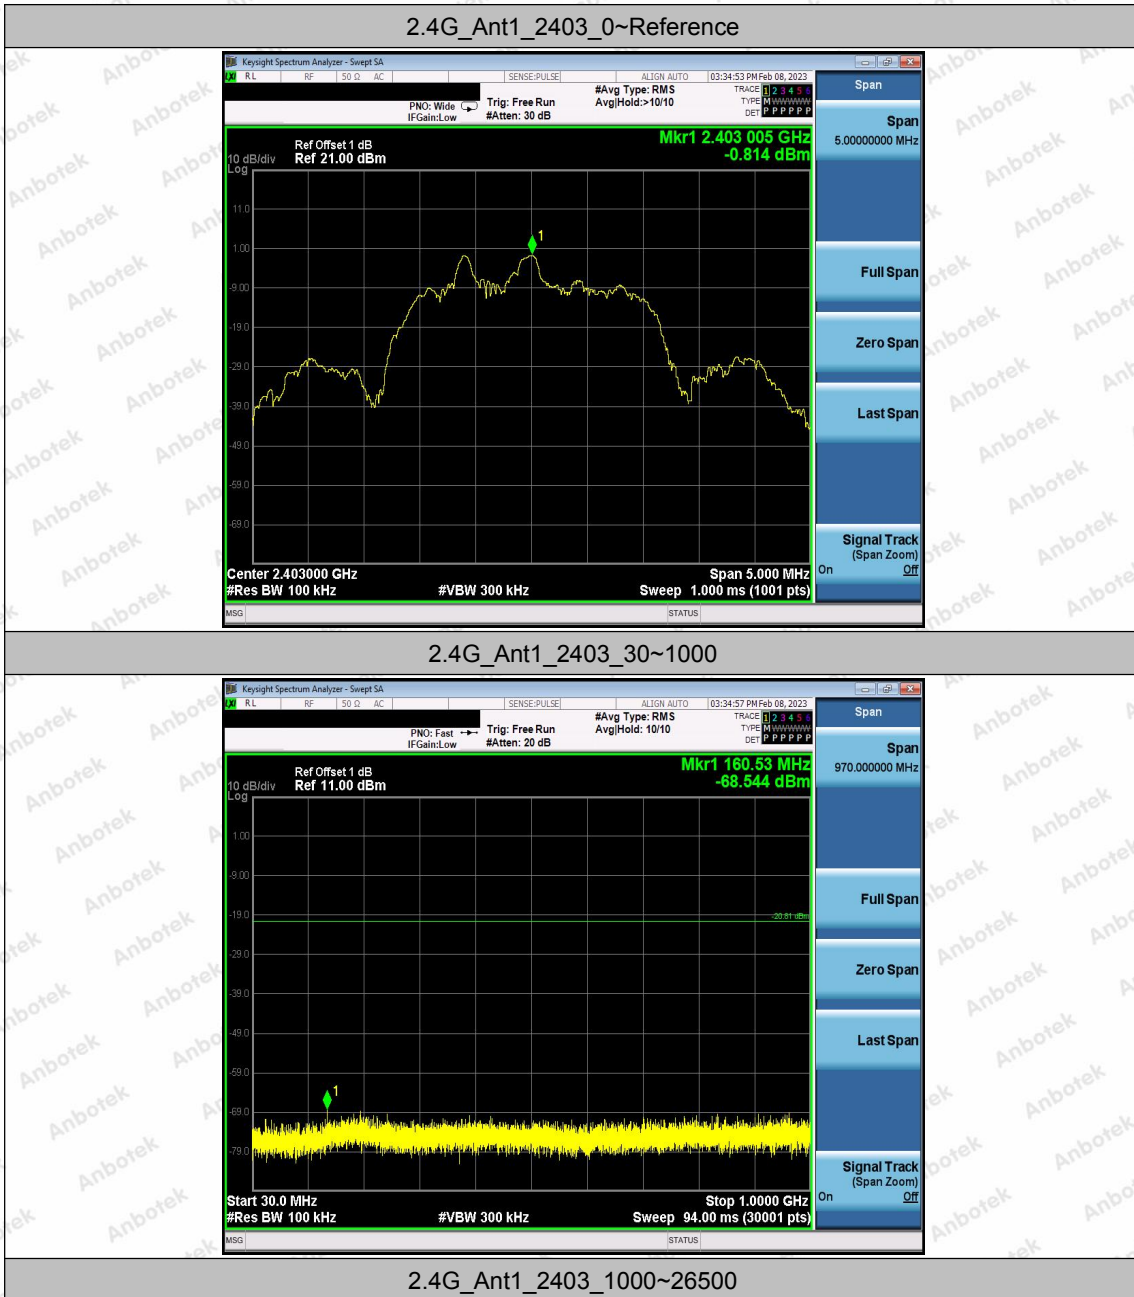 2.4G_Ant1_2403_0~Reference
Keysight Spectrum Analyzer - Swept SA
LXI RL RF 50 Ω AC SENSE:PULSE ALIGN AUTO 03:34:53 PM Feb 08, 2023
PNO: Wide
IFGain:Low
Trig: Free Run
#Atten: 30 dB
#Avg Type: RMS
Avg|Hold:>10/10
TRACE 1 2 3 4 5 6
TYPE M WWWWW
DET P P P P P P
Mkr1 2.403 005 GHz
-0.814 dBm
Ref Offset 1 dB
10 dB/div Ref 21.00 dBm
Log
11.0
1.00
-9.00
-19.0
-29.0
-39.0
-49.0
-59.0
-69.0
1
Center 2.403000 GHz Span 5.000 MHz
#Res BW 100 kHz #VBW 300 kHz Sweep 1.000 ms (1001 pts)
MSG STATUS
Span
Span
5.00000000 MHz
Full Span
Zero Span
Last Span
Signal Track
(Span Zoom)
On Off
2.4G_Ant1_2403_30~1000
Keysight Spectrum Analyzer - Swept SA
LXI RL RF 50 Ω AC SENSE:PULSE ALIGN AUTO 03:34:57 PM Feb 08, 2023
PNO: Fast
IFGain:Low
Trig: Free Run
#Atten: 20 dB
#Avg Type: RMS
Avg|Hold: 10/10
TRACE 1 2 3 4 5 6
TYPE M WWWWW
DET P P P P P P
Mkr1 160.53 MHz
-68.544 dBm
Ref Offset 1 dB
10 dB/div Ref 11.00 dBm
Log
1.00
-9.00
-19.0
-29.0
-39.0
-49.0
-59.0
-69.0
-79.0
-20.81 dBm
1
Start 30.0 MHz Stop 1.0000 GHz
#Res BW 100 kHz #VBW 300 kHz Sweep 94.00 ms (30001 pts)
MSG STATUS
Span
Span
970.000000 MHz
Full Span
Zero Span
Last Span
Signal Track
(Span Zoom)
On Off
2.4G_Ant1_2403_1000~26500
Anbotek